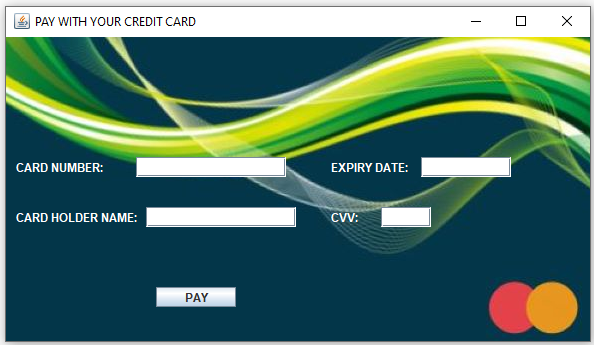 PAY WITH YOUR CREDIT CARD
CARD NUMBER: EXPIRY DATE:
CARD HOLDER NAME: CVV:
PAY